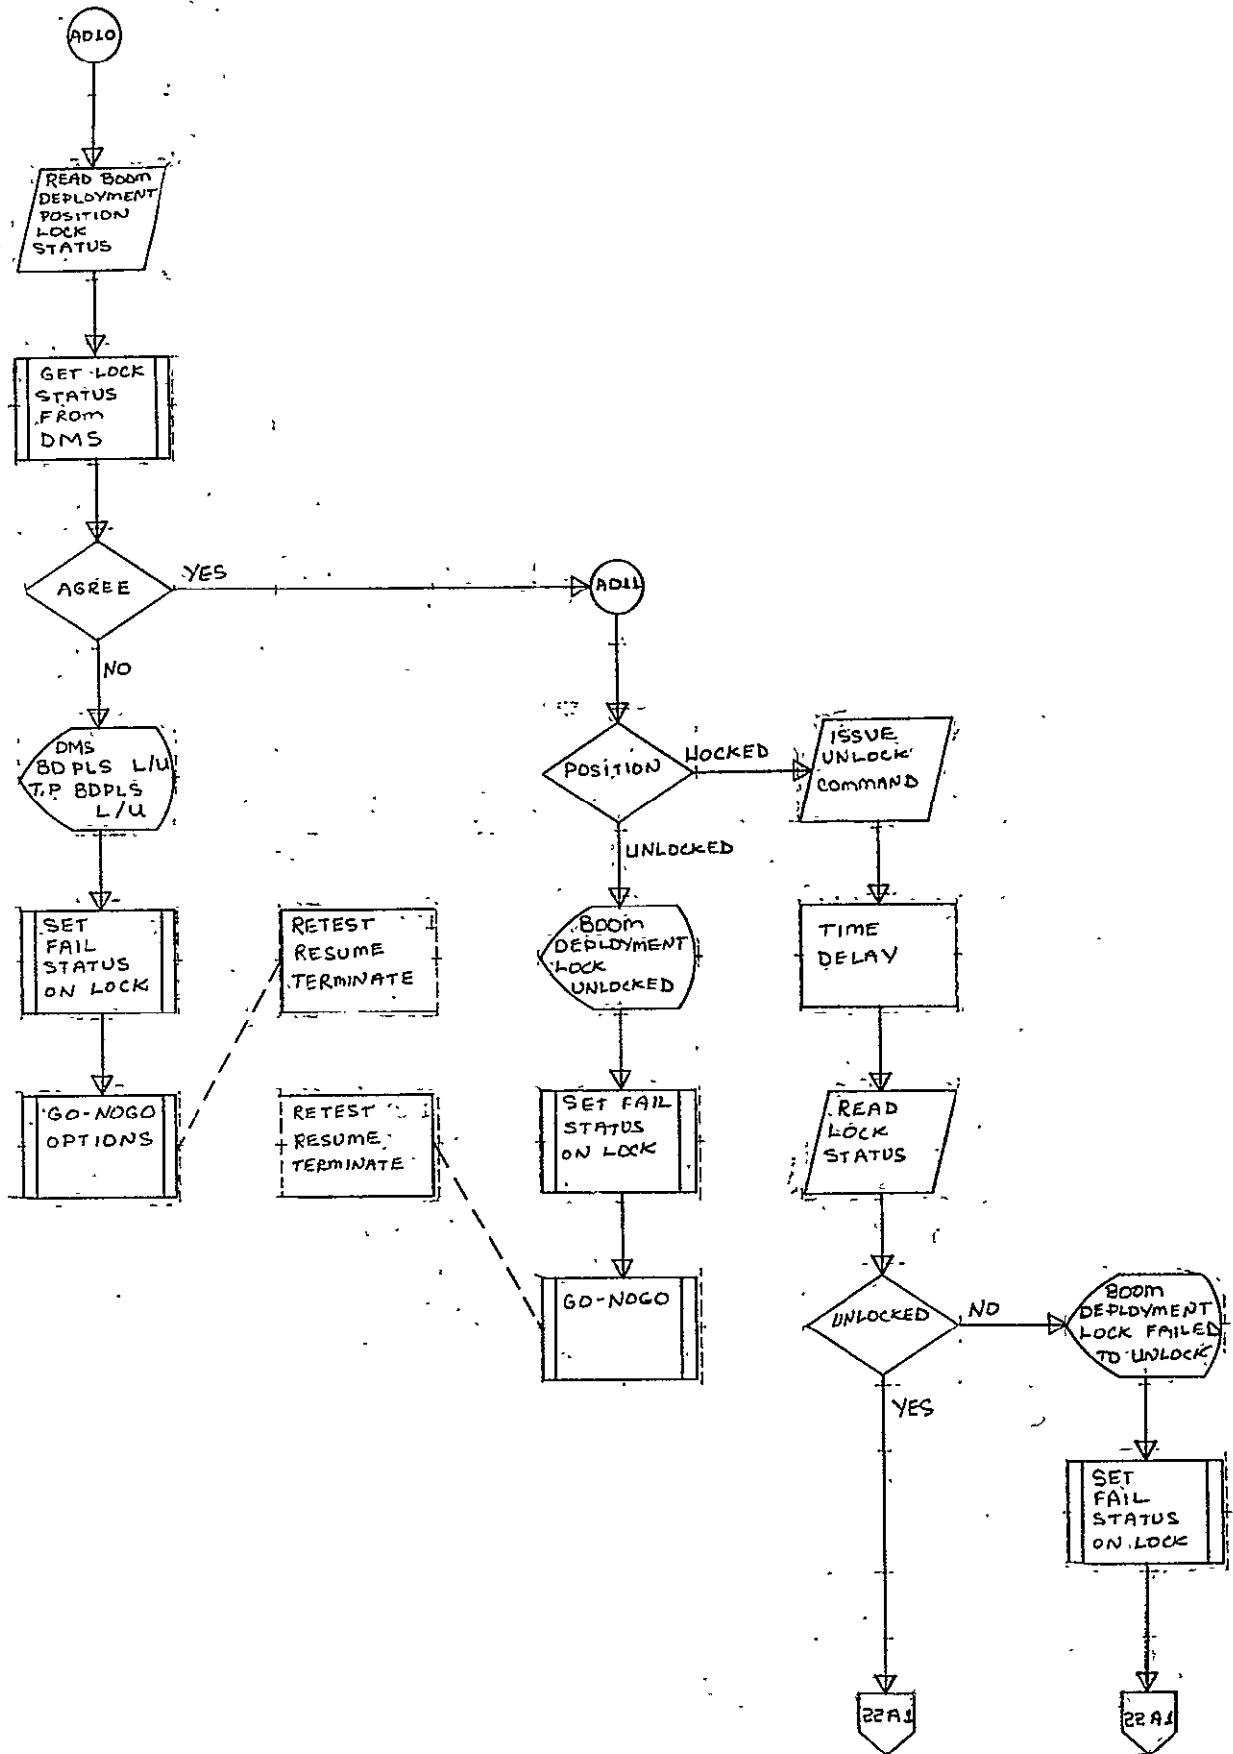 AD10
READ BOOM
DEPLOYMENT
POSITION
LOCK
STATUS
GET LOCK
STATUS
FROM
DMS
AGREE
YES
NO
AD11
DMS
BDPLS L/U
T.P BDPLS
L/U
SET
FAIL
STATUS
ON LOCK
GO-NOGO
OPTIONS
RETEST
RESUME
TERMINATE
RETEST
RESUME
TERMINATE
POSITION
LOCKED
UNLOCKED
BOOM
DEPLOYMENT
LOCK
UNLOCKED
SET FAIL
STATUS
ON LOCK
GO-NOGO
ISSUE
UNLOCK
COMMAND
TIME
DELAY
READ
LOCK
STATUS
UNLOCKED
NO
YES
BOOM
DEPLOYMENT
LOCK FAILED
TO UNLOCK
SET
FAIL
STATUS
ON LOCK
22A1
22A1